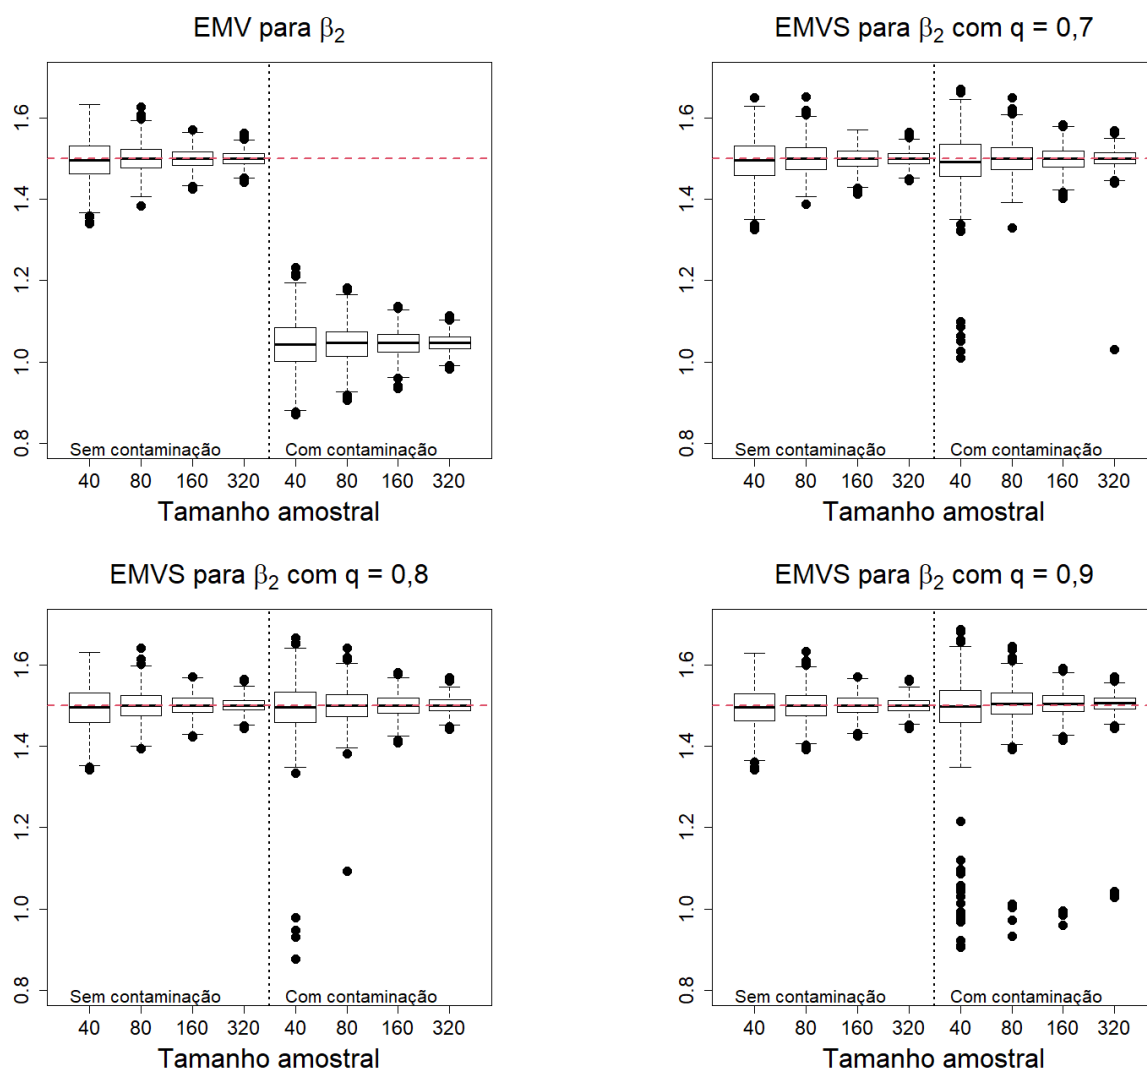 EMV para β2
1.6
1.4
1.2
1.0
0.8
Sem contaminação Com contaminação
40 80 160 320 40 80 160 320
Tamanho amostral
EMVS para β2 com q = 0,7
1.6
1.4
1.2
1.0
0.8
Sem contaminação Com contaminação
40 80 160 320 40 80 160 320
Tamanho amostral
EMVS para β2 com q = 0,8
1.6
1.4
1.2
1.0
0.8
Sem contaminação Com contaminação
40 80 160 320 40 80 160 320
Tamanho amostral
EMVS para β2 com q = 0,9
1.6
1.4
1.2
1.0
0.8
Sem contaminação Com contaminação
40 80 160 320 40 80 160 320
Tamanho amostral